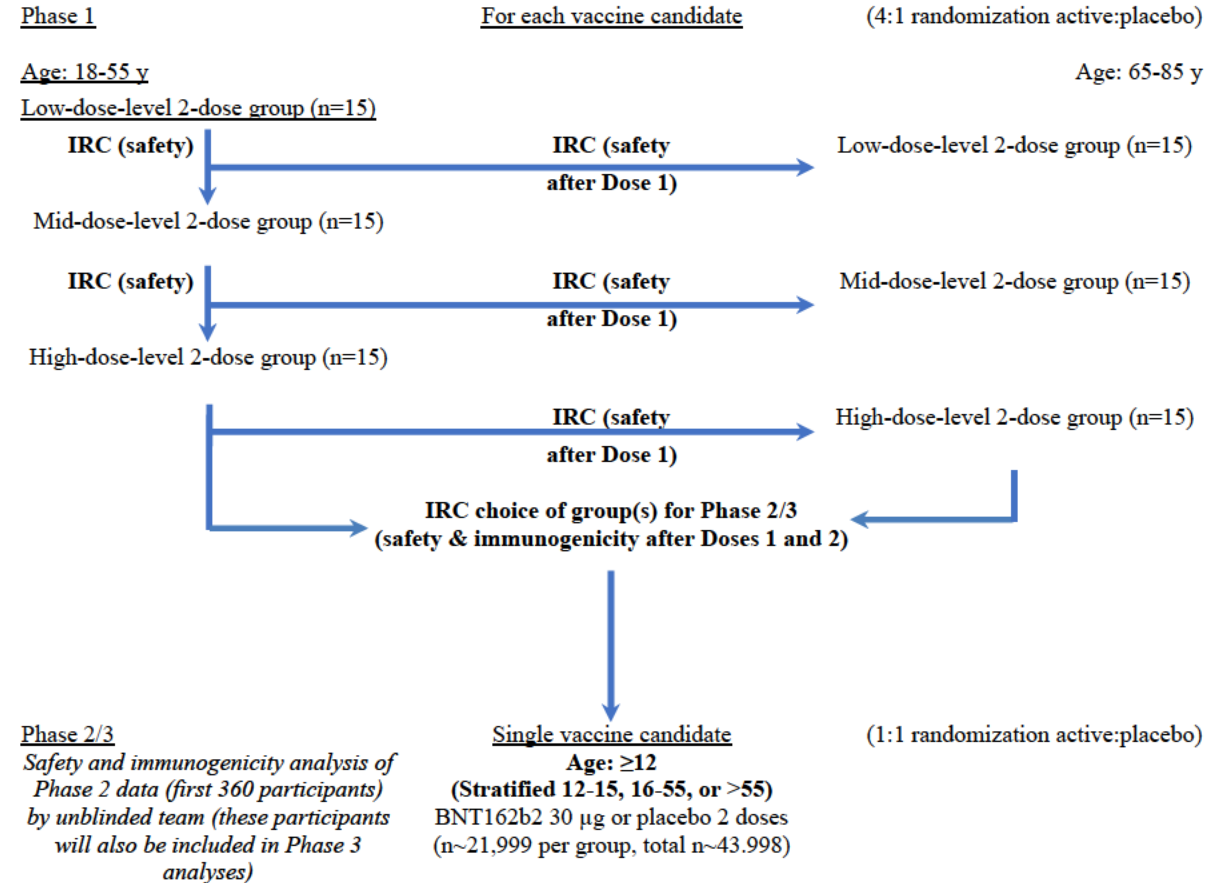 Phase 1 For each vaccine candidate (4:1 randomization active:placebo)
Age: 18-55 y Age: 65-85 y
Low-dose-level 2-dose group (n=15)
IRC (safety) IRC (safety Low-dose-level 2-dose group (n=15)
after Dose 1)
Mid-dose-level 2-dose group (n=15)
IRC (safety) IRC (safety Mid-dose-level 2-dose group (n=15)
after Dose 1)
High-dose-level 2-dose group (n=15)
IRC (safety High-dose-level 2-dose group (n=15)
after Dose 1)
IRC choice of group(s) for Phase 2/3
(safety & immunogenicity after Doses 1 and 2)
Phase 2/3 Single vaccine candidate (1:1 randomization active:placebo)
Safety and immunogenicity analysis of Age: ≥12
Phase 2 data (first 360 participants) (Stratified 12-15, 16-55, or >55)
by unblinded team (these participants BNT162b2 30 µg or placebo 2 doses
will also be included in Phase 3 (n~21,999 per group, total n~43.998)
analyses)